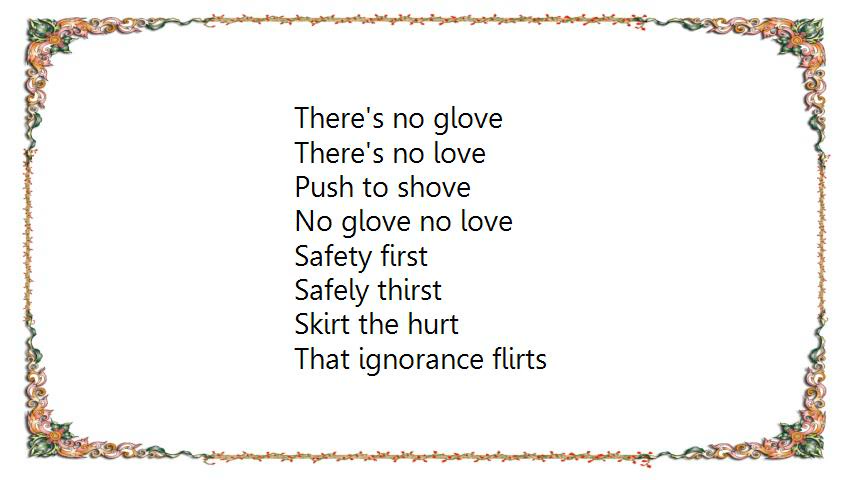 There's no glove
There's no love
Push to shove
No glove no love
Safety first
Safely thirst
Skirt the hurt
That ignorance flirts